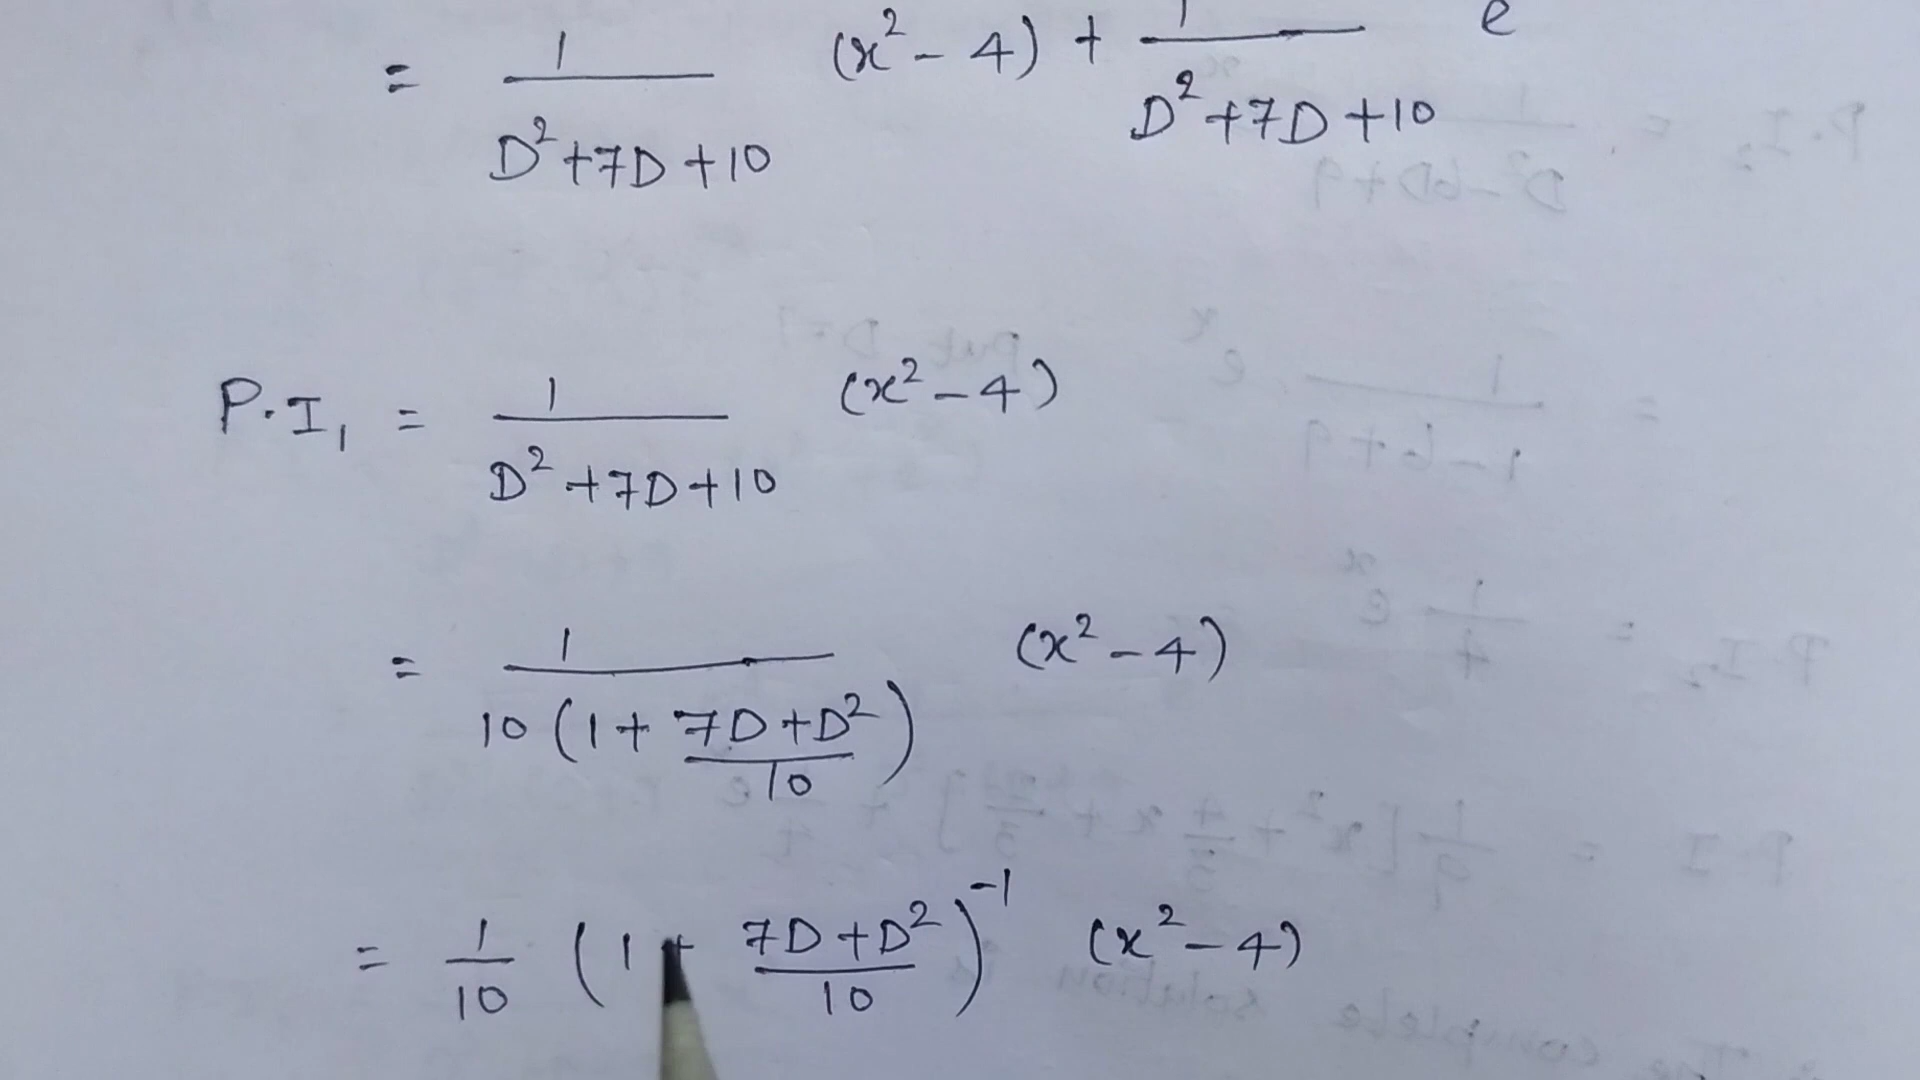 = 1/(D²+7D+10) (x²-4) + 1/(D²+7D+10) e
P.I₁ = 1/(D²+7D+10) (x²-4)
= 1/(10(1+(7D+D²)/10)) (x²-4)
= 1/10 (1+(7D+D²)/10)⁻¹ (x²-4)